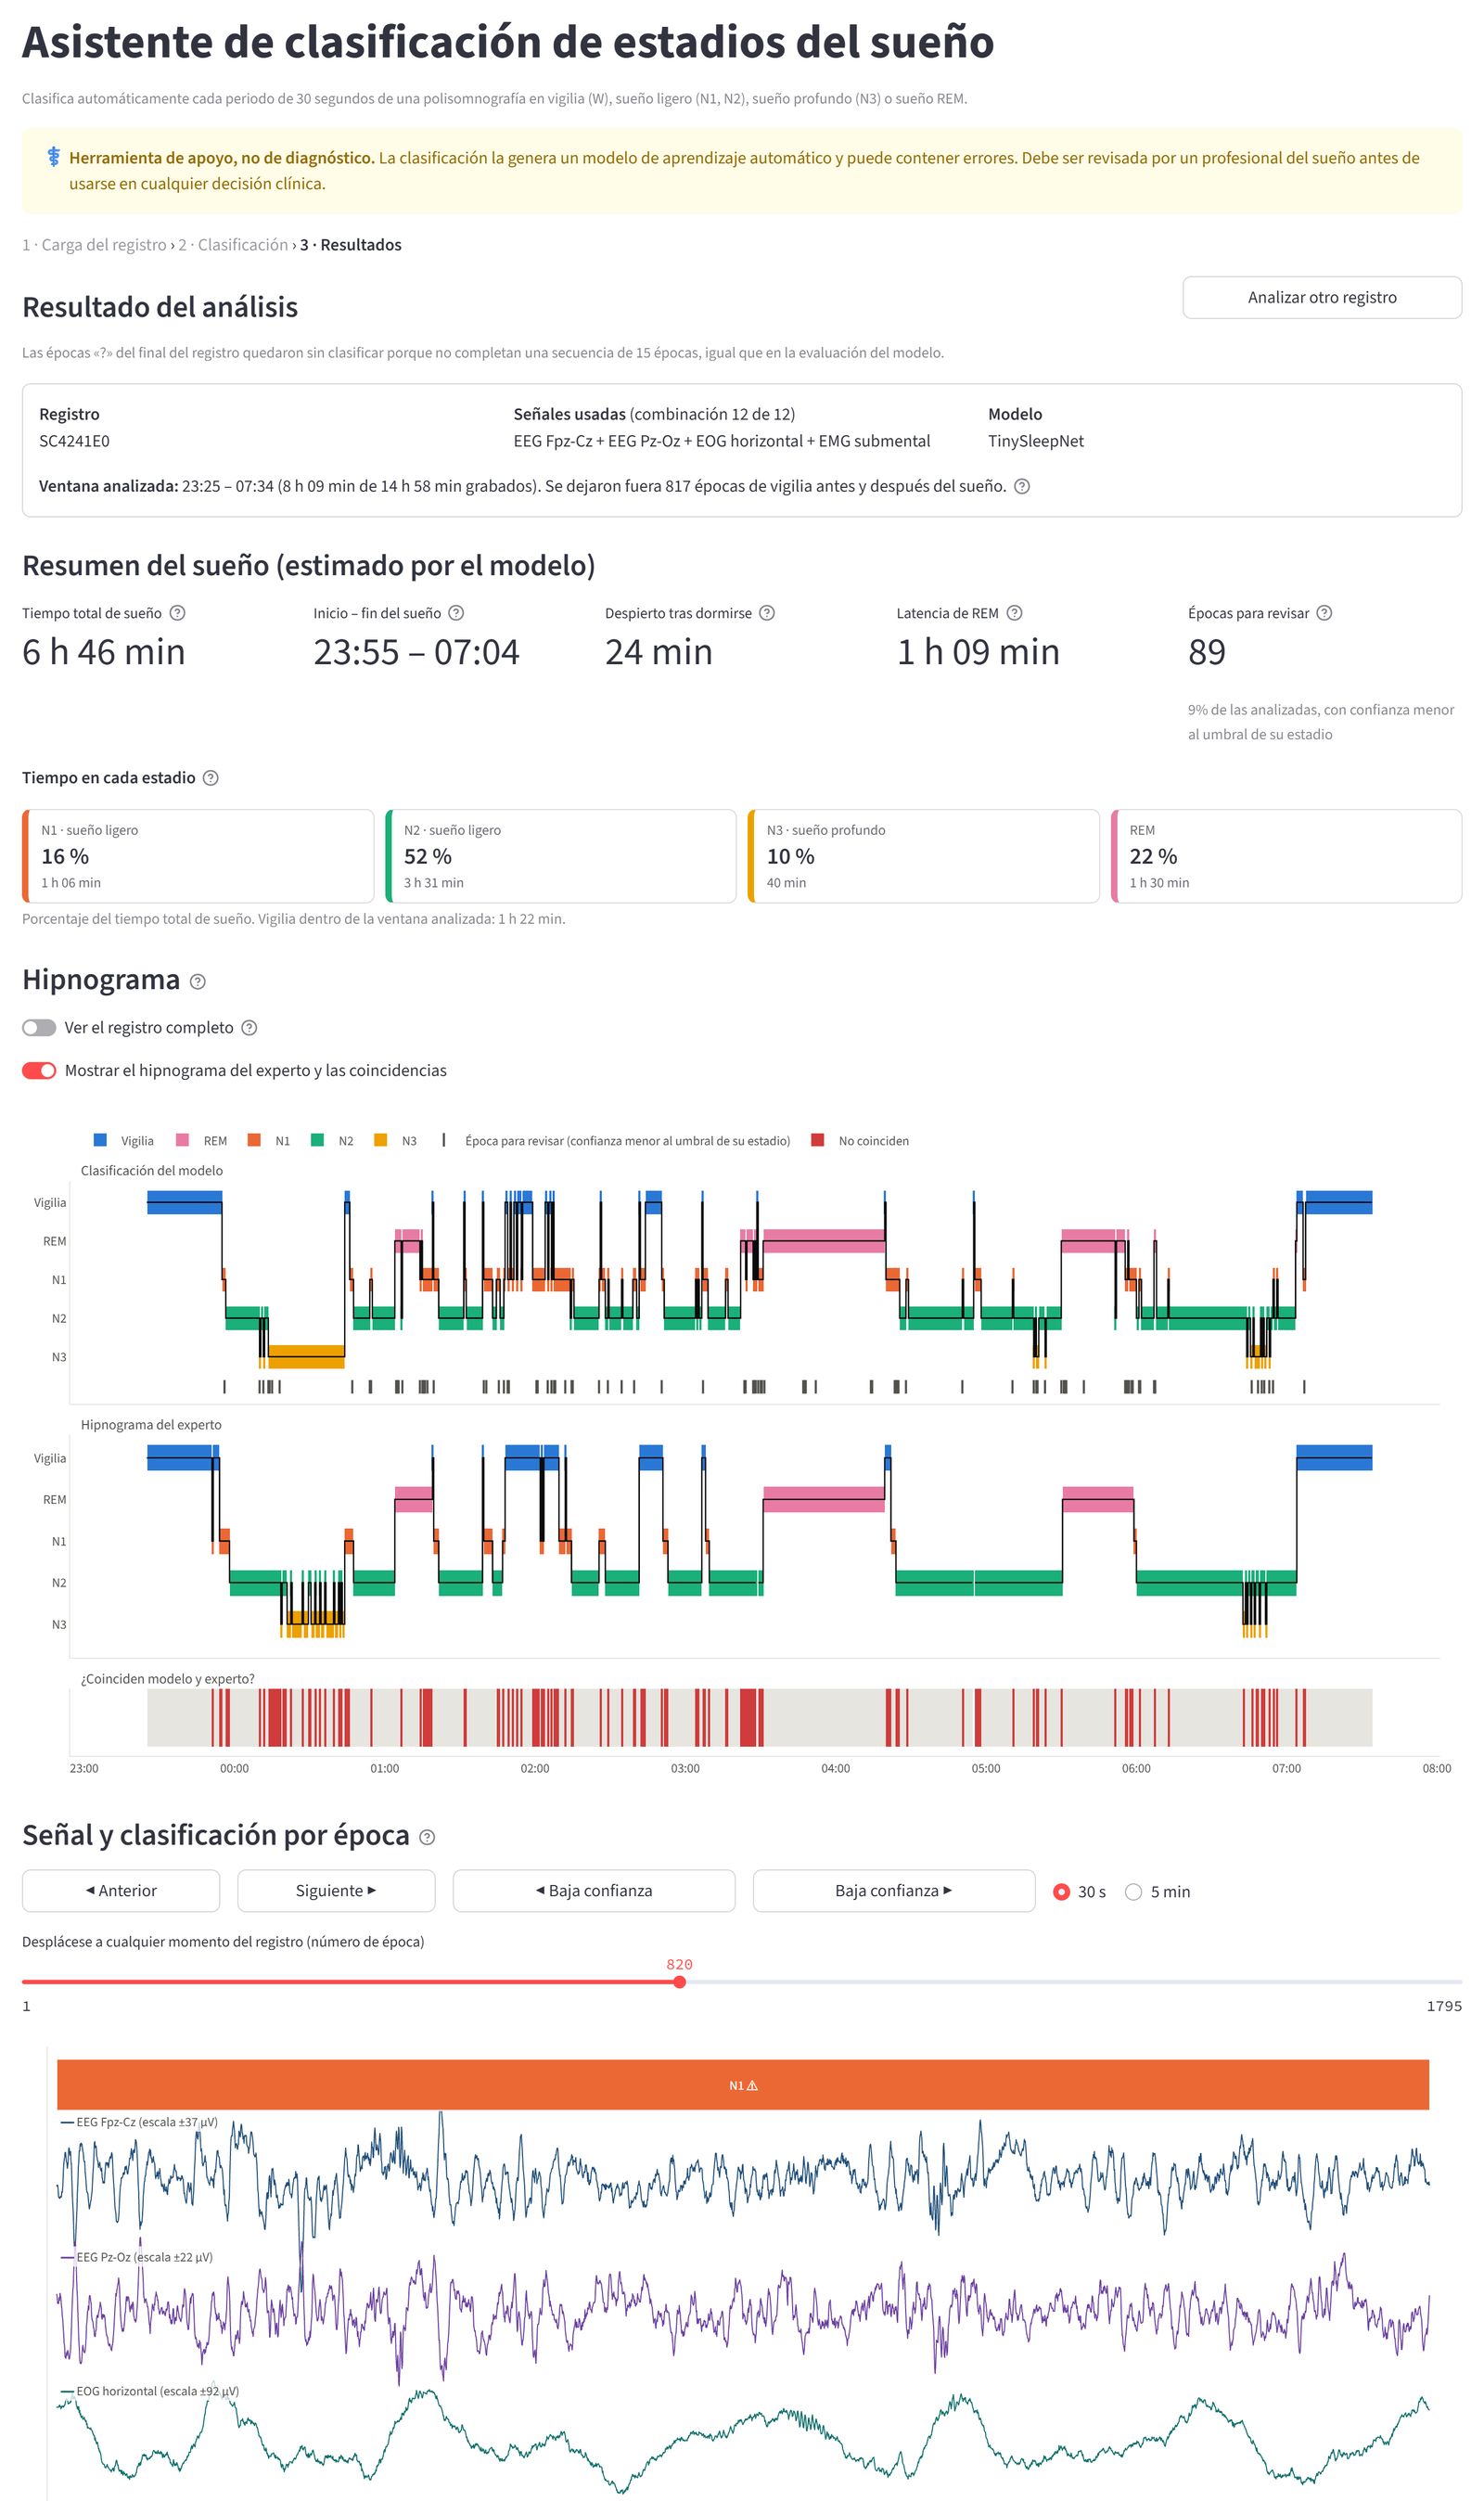 Asistente de clasificación de estadios del sueño
Clasifica automáticamente cada periodo de 30 segundos de una polisomnografía en vigilia (W), sueño ligero (N1, N2), sueño profundo (N3) o sueño REM.
Herramienta de apoyo, no de diagnóstico. La clasificación la genera un modelo de aprendizaje automático y puede contener errores. Debe ser revisada por un profesional del sueño antes de
usarse en cualquier decisión clínica.
1 · Carga del registro › 2 · Clasificación › 3 · Resultados
Resultado del análisis
Analizar otro registro
Las épocas «?» del final del registro quedaron sin clasificar porque no completan una secuencia de 15 épocas, igual que en la evaluación del modelo.
Registro
SC4241E0
Señales usadas (combinación 12 de 12)
EEG Fpz-Cz + EEG Pz-Oz + EOG horizontal + EMG submental
Modelo
TinySleepNet
Ventana analizada: 23:25 – 07:34 (8 h 09 min de 14 h 58 min grabados). Se dejaron fuera 817 épocas de vigilia antes y después del sueño.
Resumen del sueño (estimado por el modelo)
Tiempo total de sueño
6 h 46 min
Inicio – fin del sueño
23:55 – 07:04
Despierto tras dormirse
24 min
Latencia de REM
1 h 09 min
Épocas para revisar
89
9% de las analizadas, con confianza menor
al umbral de su estadio
Tiempo en cada estadio
N1 · sueño ligero
16 %
1 h 06 min
N2 · sueño ligero
52 %
3 h 31 min
N3 · sueño profundo
10 %
40 min
REM
22 %
1 h 30 min
Porcentaje del tiempo total de sueño. Vigilia dentro de la ventana analizada: 1 h 22 min.
Hipnograma
Ver el registro completo
Mostrar el hipnograma del experto y las coincidencias
Vigilia REM N1 N2 N3 Época para revisar (confianza menor al umbral de su estadio) No coinciden
Clasificación del modelo
Vigilia
REM
N1
N2
N3
Hipnograma del experto
Vigilia
REM
N1
N2
N3
¿Coinciden modelo y experto?
23:00 00:00 01:00 02:00 03:00 04:00 05:00 06:00 07:00 08:00
Señal y clasificación por época
◄ Anterior
Siguiente ►
◄ Baja confianza
Baja confianza ►
30 s
5 min
Desplácese a cualquier momento del registro (número de época)
820
1
1795
N1 ⚠
EEG Fpz-Cz (escala ±37 µV)
EEG Pz-Oz (escala ±22 µV)
EOG horizontal (escala ±92 µV)